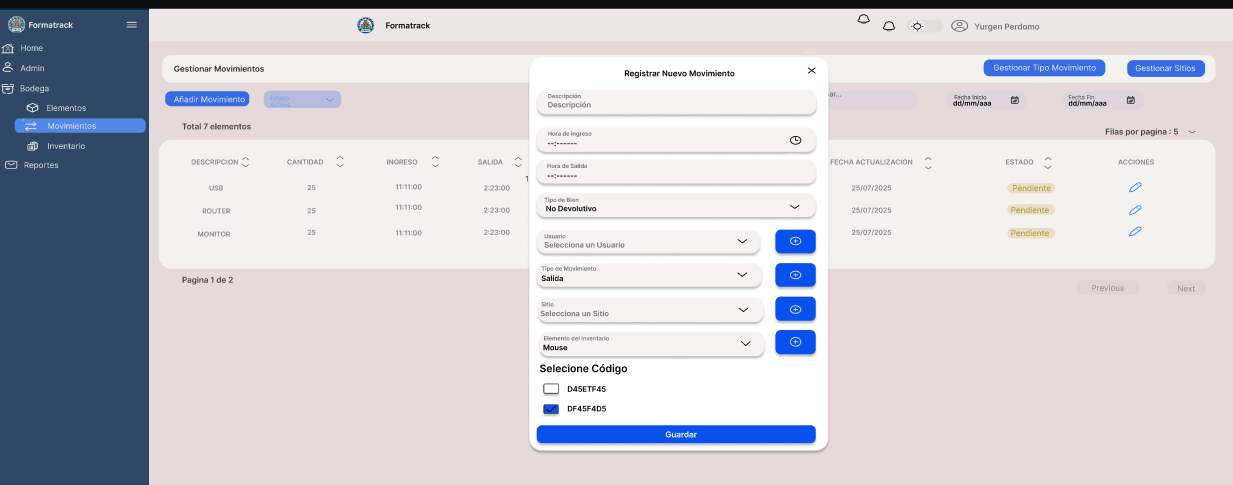 Formatrack
Formatrack
Yurgen Perdomo
Home
Admin
Bodega
Elementos
Movimientos
Inventario
Reportes
Gestionar Movimientos
Gestionar Tipo Movimiento
Gestionar Sitios
Añadir Movimiento
Estado
ar...
Fecha Inicio
dd/mm/aaa
Fecha Fin
dd/mm/aaa
Total 7 elementos
Filas por pagina : 5
DESCRIPCION CANTIDAD INGRESO SALIDA FECHA ACTUALIZACION ESTADO ACCIONES
1
USB 25 11:11:00 2:23:00 25/07/2025 Pendiente
ROUTER 25 11:11:00 2:23:00 25/07/2025 Pendiente
MONITOR 25 11:11:00 2:23:00 25/07/2025 Pendiente
Pagina 1 de 2
Previous
Next
Registrar Nuevo Movimiento
Descripción
Descripción
Hora de ingreso
--:------
Hora de Salida
--:------
Tipo de Bien
No Devolutivo
Usuario
Selecciona un Usuario
Tipo de Movimiento
Salida
Sitio
Selecciona un Sitio
Elemento del Inventario
Mouse
Selecione Código
D45ETF45
DF45F4D5
Guardar